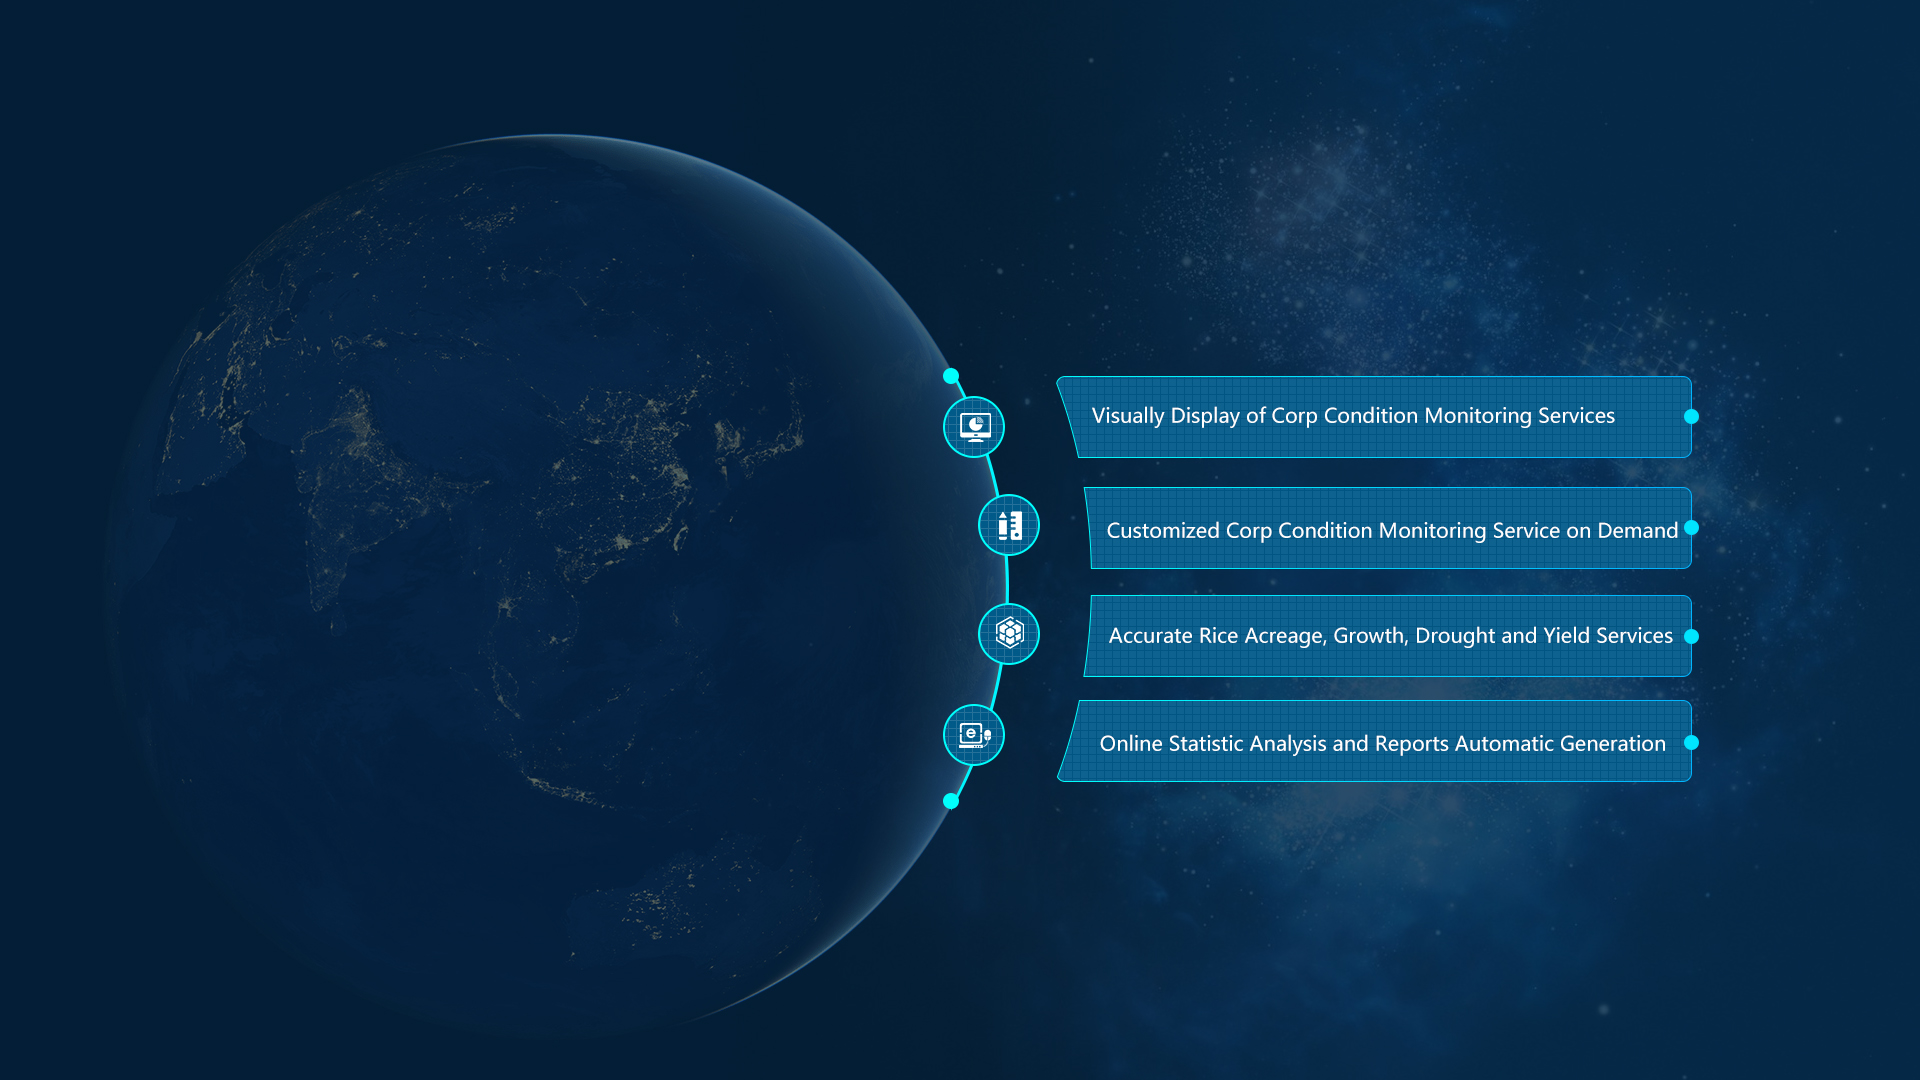 Visually Display of Corp Condition Monitoring Services
Customized Corp Condition Monitoring Service on Demand
Accurate Rice Acreage, Growth, Drought and Yield Services
Online Statistic Analysis and Reports Automatic Generation